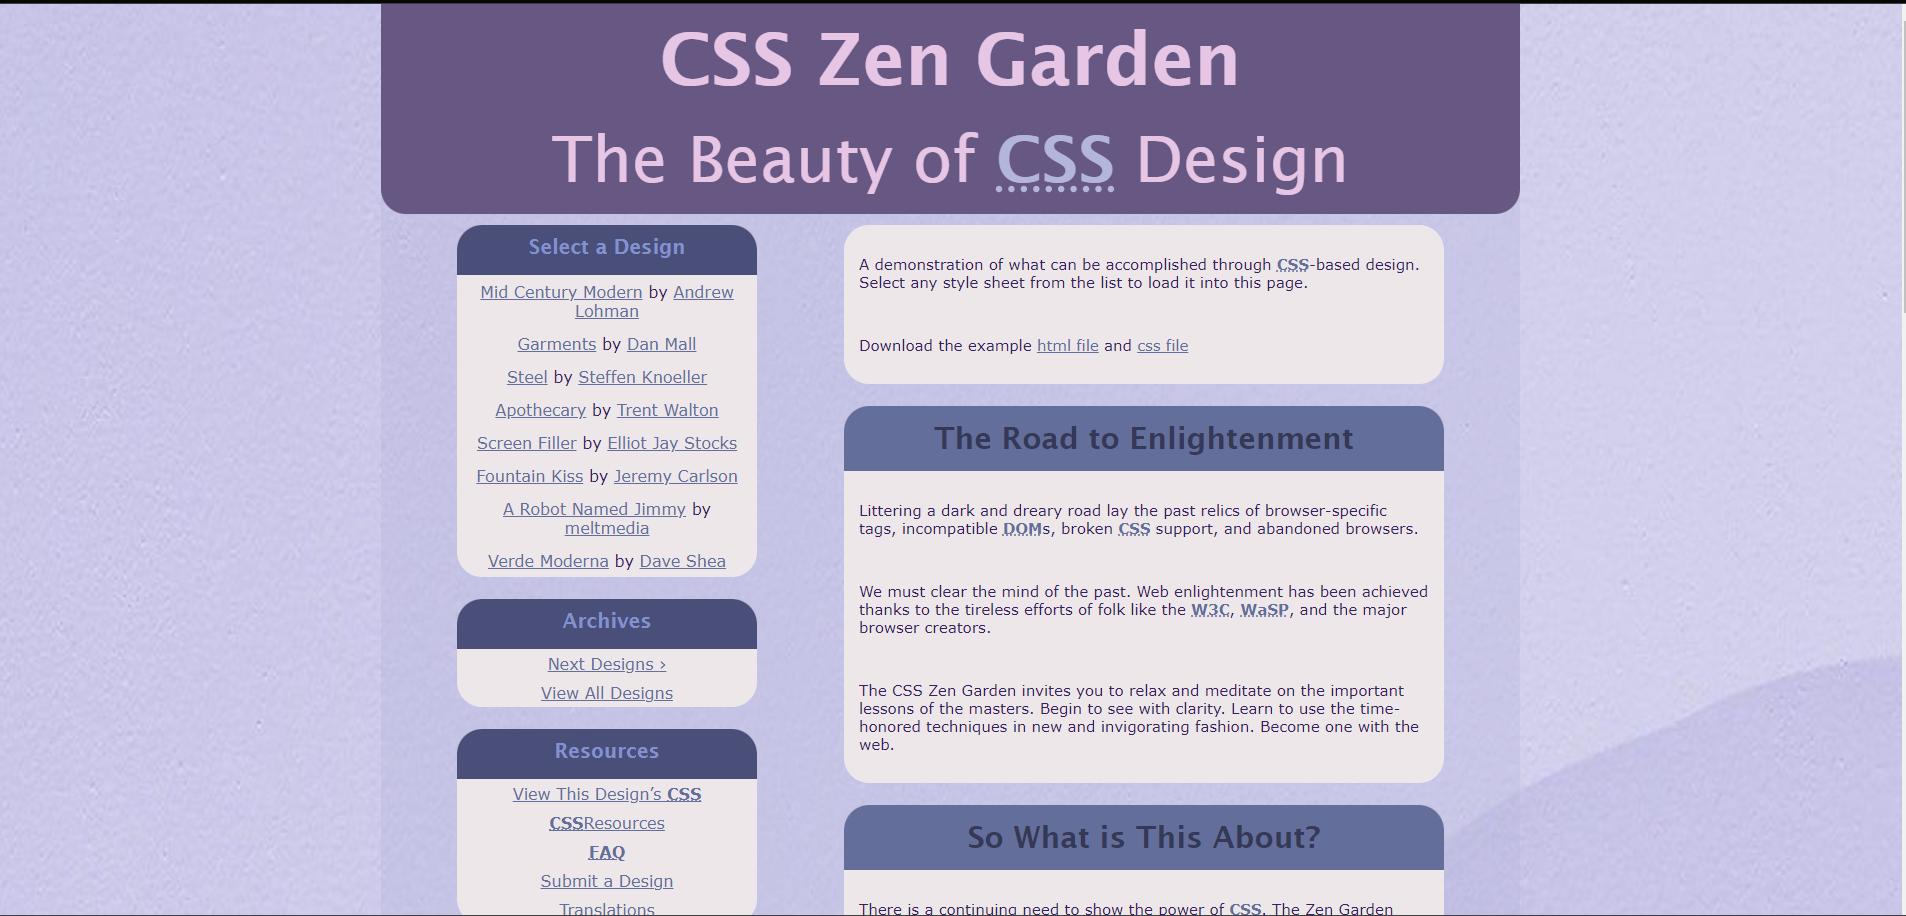 CSS Zen Garden
The Beauty of CSS Design
Select a Design
Mid Century Modern by Andrew
Lohman
Garments by Dan Mall
Steel by Steffen Knoeller
Apothecary by Trent Walton
Screen Filler by Elliot Jay Stocks
Fountain Kiss by Jeremy Carlson
A Robot Named Jimmy by
meltmedia
Verde Moderna by Dave Shea
Archives
Next Designs ›
View All Designs
Resources
View This Design’s CSS
CSSResources
FAQ
Submit a Design
Translations
A demonstration of what can be accomplished through CSS-based design.
Select any style sheet from the list to load it into this page.
Download the example html file and css file
The Road to Enlightenment
Littering a dark and dreary road lay the past relics of browser-specific
tags, incompatible DOMs, broken CSS support, and abandoned browsers.
We must clear the mind of the past. Web enlightenment has been achieved
thanks to the tireless efforts of folk like the W3C, WaSP, and the major
browser creators.
The CSS Zen Garden invites you to relax and meditate on the important
lessons of the masters. Begin to see with clarity. Learn to use the time-
honored techniques in new and invigorating fashion. Become one with the
web.
So What is This About?
There is a continuing need to show the power of CSS. The Zen Garden